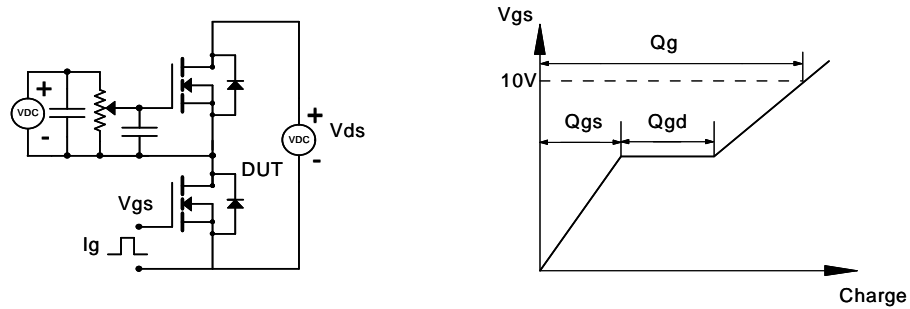 VDC
+
-
+
VDC
-
Vds
DUT
Vgs
Ig
Vgs
Qg
10V
Qgs
Qgd
Charge